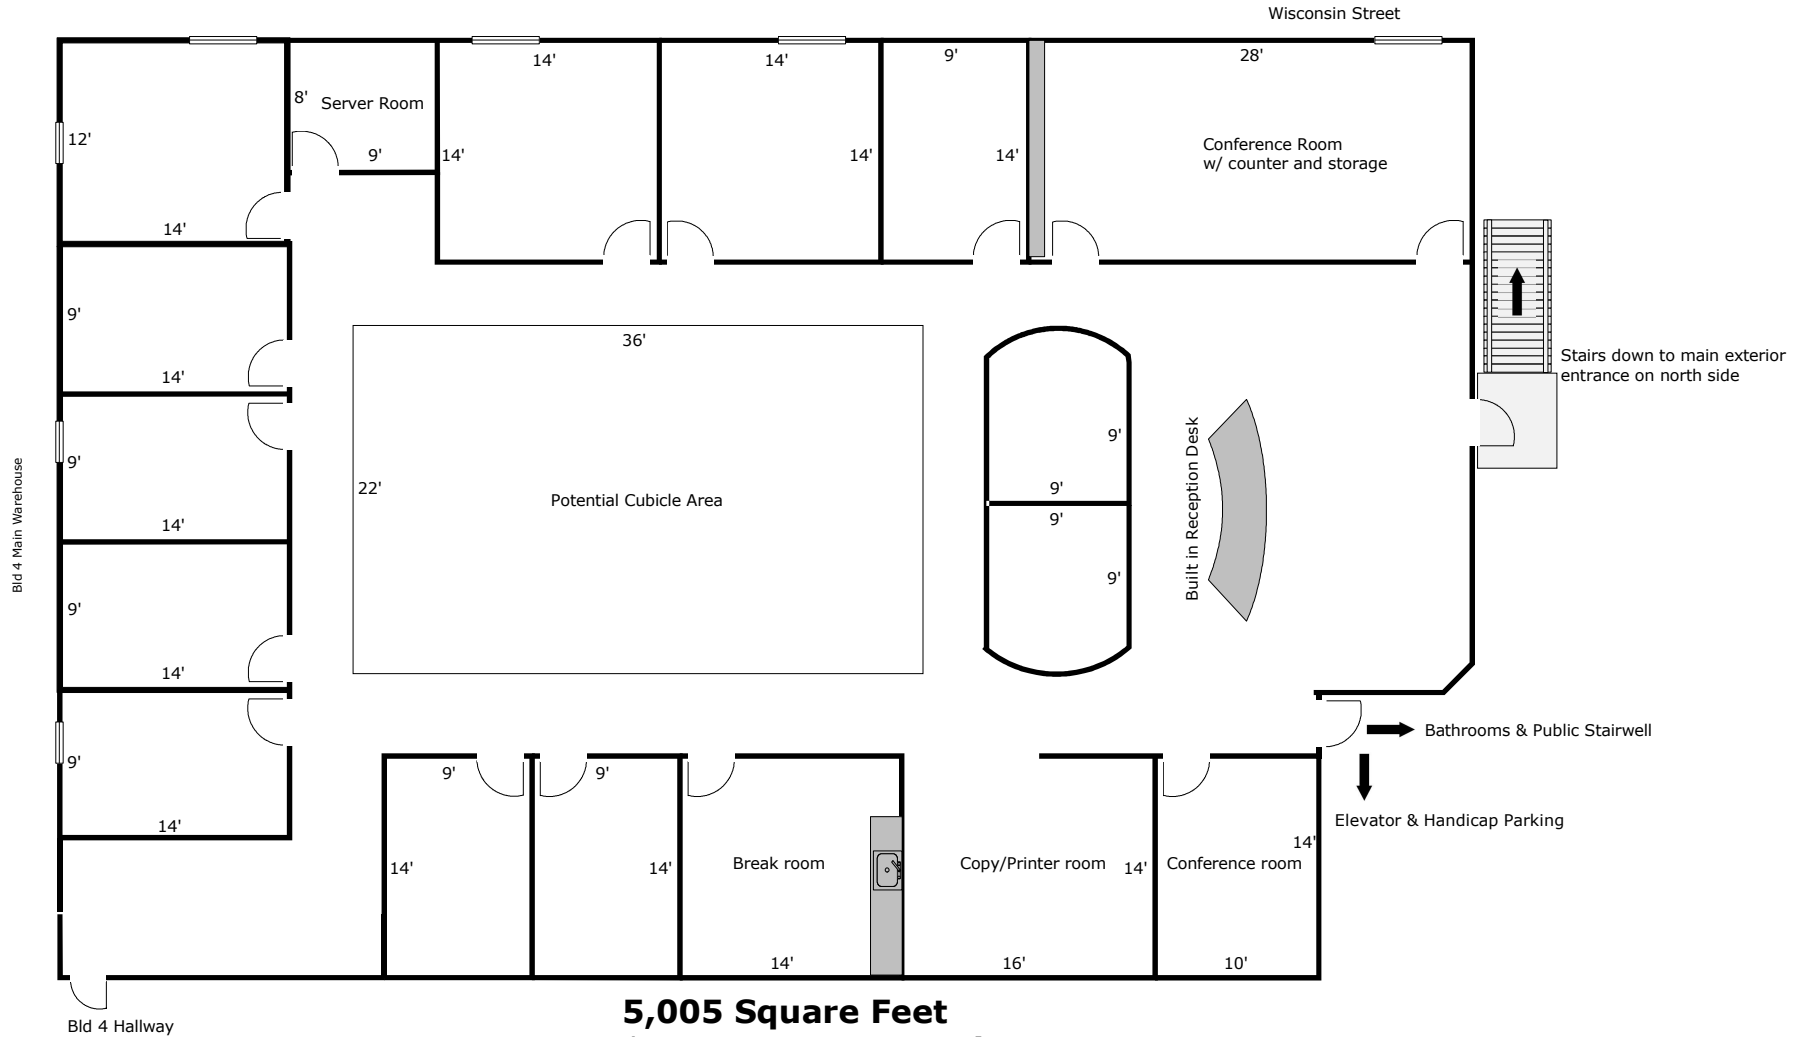 Wisconsin Street
14'
14'
9'
28'
8'
Server Room
12'
9'
14'
14'
14'
Conference Room
w/ counter and storage
14'
9'
36'
Stairs down to main exterior
entrance on north side
14'
9'
22'
Potential Cubicle Area
9'
9'
9'
9'
Built in Reception Desk
Bld 4 Main Warehouse
9'
14'
9'
14'
9'
14'
Bathrooms & Public Stairwell
9'
9'
Elevator & Handicap Parking
14'
14'
14'
Break room
Copy/Printer room
14'
Conference room
14'
14'
16'
10'
5,005 Square Feet
Bld 4 Hallway